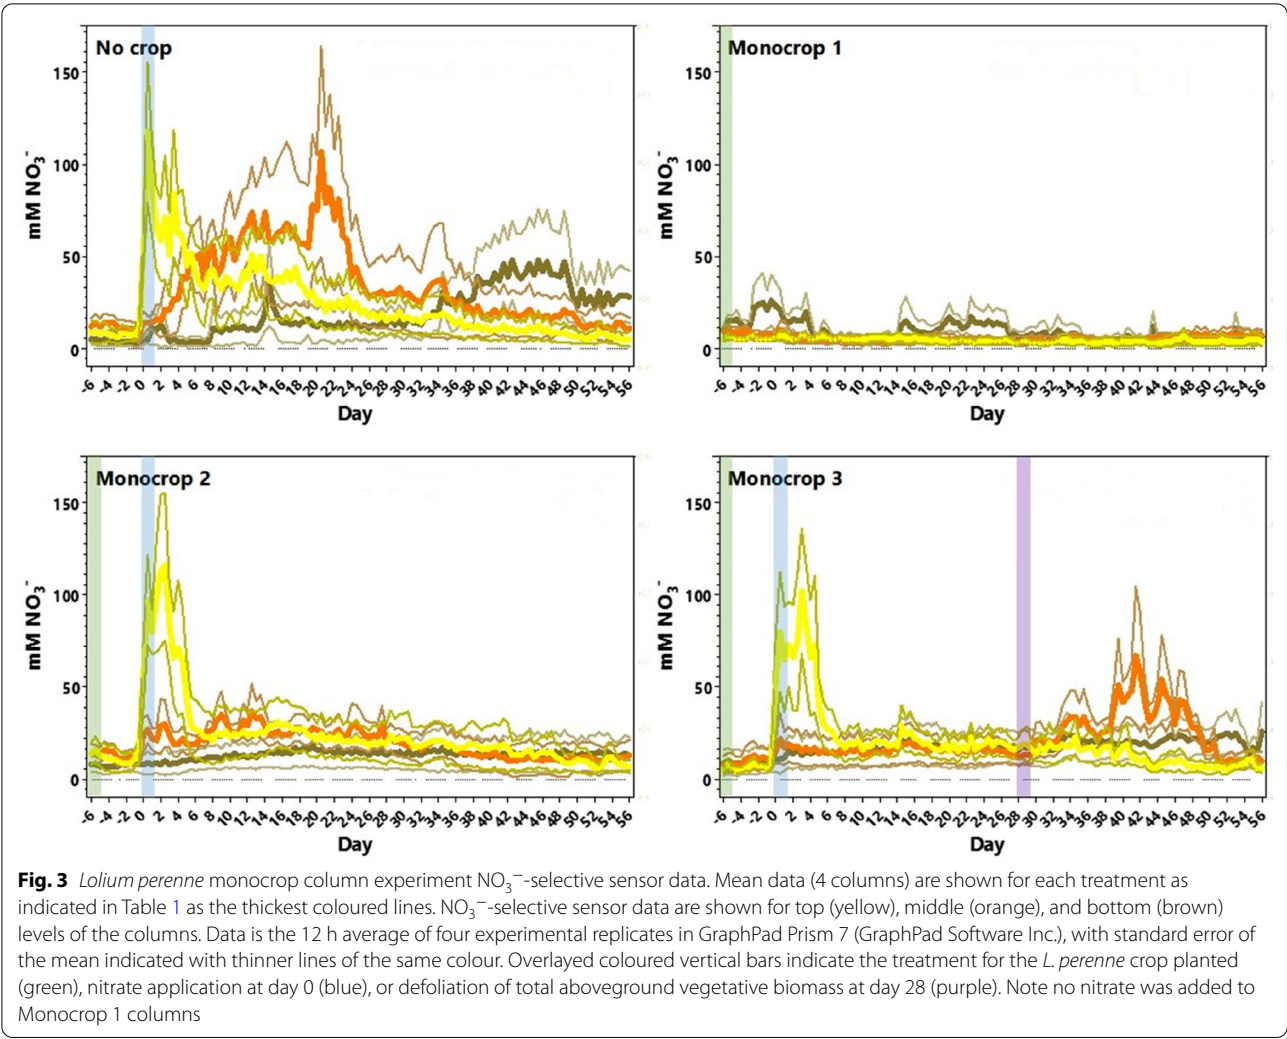 No crop
mM NO3-
150
100
50
0
-6 -4 -2 0 2 4 6 8 10 12 14 16 18 20 22 24 26 28 30 32 34 36 38 40 42 44 46 48 50 52 54 56
Day
Monocrop 1
mM NO3-
150
100
50
0
-6 -4 -2 0 2 4 6 8 10 12 14 16 18 20 22 24 26 28 30 32 34 36 38 40 42 44 46 48 50 52 54 56
Day
Monocrop 2
mM NO3-
150
100
50
0
-6 -4 -2 0 2 4 6 8 10 12 14 16 18 20 22 24 26 28 30 32 34 36 38 40 42 44 46 48 50 52 54 56
Day
Monocrop 3
mM NO3-
150
100
50
0
-6 -4 -2 0 2 4 6 8 10 12 14 16 18 20 22 24 26 28 30 32 34 36 38 40 42 44 46 48 50 52 54 56
Day
Fig. 3 Lolium perenne monocrop column experiment NO3−-selective sensor data. Mean data (4 columns) are shown for each treatment as
indicated in Table 1 as the thickest coloured lines. NO3−-selective sensor data are shown for top (yellow), middle (orange), and bottom (brown)
levels of the columns. Data is the 12 h average of four experimental replicates in GraphPad Prism 7 (GraphPad Software Inc.), with standard error of
the mean indicated with thinner lines of the same colour. Overlayed coloured vertical bars indicate the treatment for the L. perenne crop planted
(green), nitrate application at day 0 (blue), or defoliation of total aboveground vegetative biomass at day 28 (purple). Note no nitrate was added to
Monocrop 1 columns